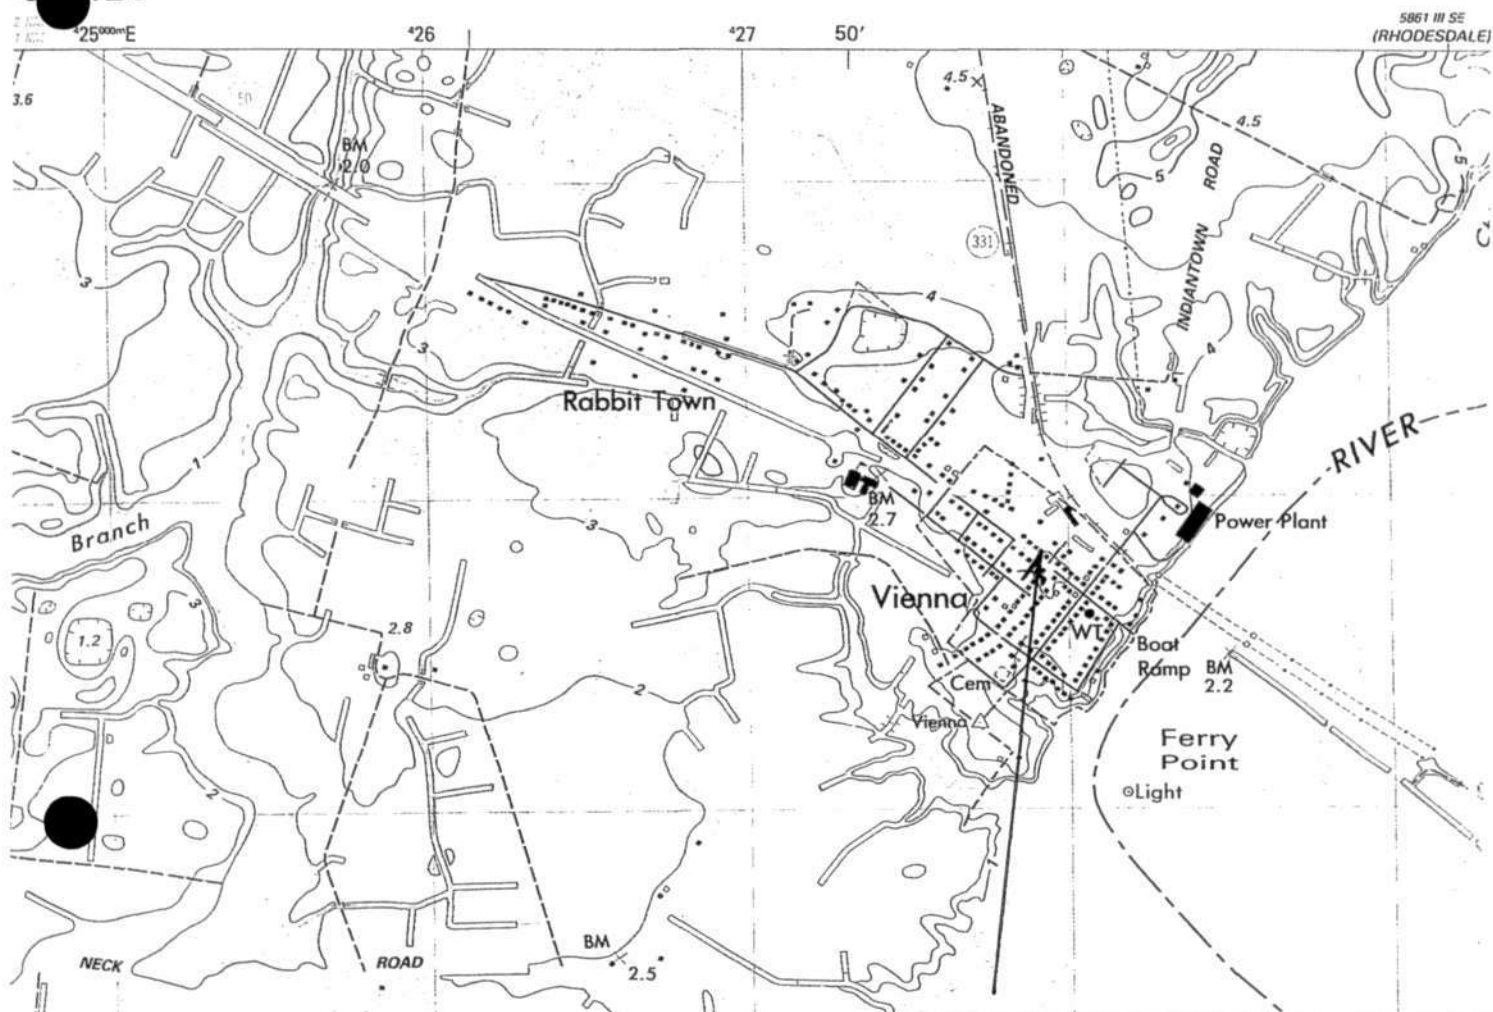 5861 III SE
⁴25⁰⁰⁰ᵐE
⁴26
⁴27
50'
(RHODESDALE)
3.6
50
4.5
ABANDONED
4.5
BM
2.0
5
ROAD
5
331
INDIANTOWN
3
4
4
3
Rabbit Town
RIVER
1
BM
2.7
3
Power Plant
Branch
Vienna
3
1.2
2.8
WT
Boat
Ramp
BM
2.2
2
Cem
Vienna
Ferry
Point
2
Light
1
NECK
ROAD
BM
2.5